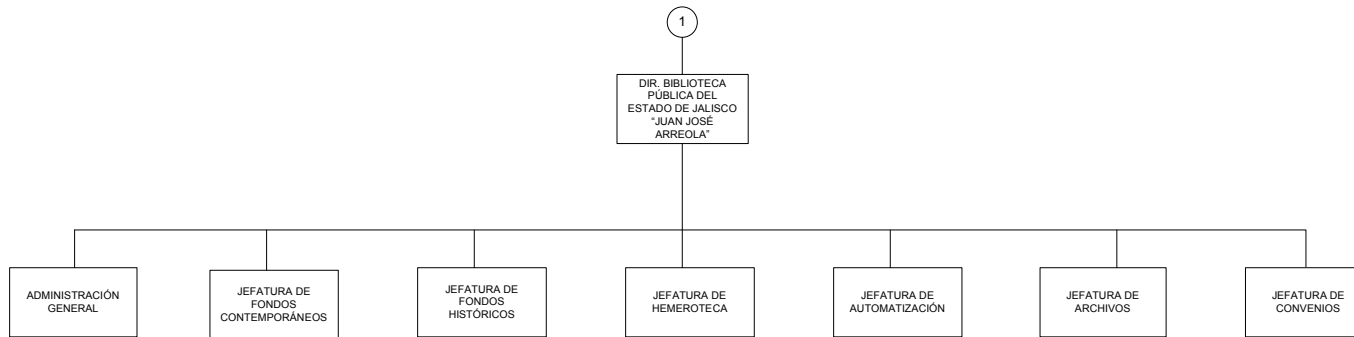 1
DIR. BIBLIOTECA
PÚBLICA DEL
ESTADO DE JALISCO
“JUAN JOSÉ
ARREOLA”
ADMINISTRACIÓN
GENERAL
JEFATURA DE
FONDOS
CONTEMPORÁNEOS
JEFATURA DE
FONDOS
HISTÓRICOS
JEFATURA DE
HEMEROTECA
JEFATURA DE
AUTOMATIZACIÓN
JEFATURA DE
ARCHIVOS
JEFATURA DE
CONVENIOS